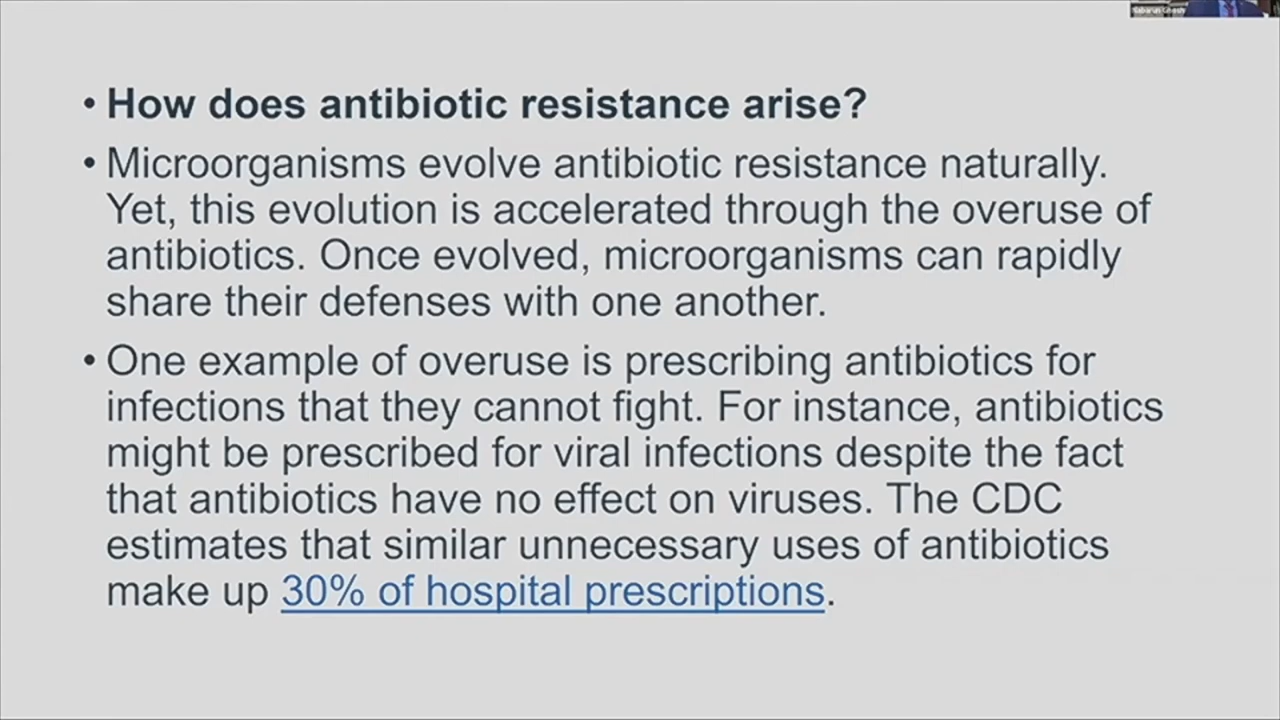 • How does antibiotic resistance arise?
• Microorganisms evolve antibiotic resistance naturally.
Yet, this evolution is accelerated through the overuse of
antibiotics. Once evolved, microorganisms can rapidly
share their defenses with one another.
• One example of overuse is prescribing antibiotics for
infections that they cannot fight. For instance, antibiotics
might be prescribed for viral infections despite the fact
that antibiotics have no effect on viruses. The CDC
estimates that similar unnecessary uses of antibiotics
make up 30% of hospital prescriptions.